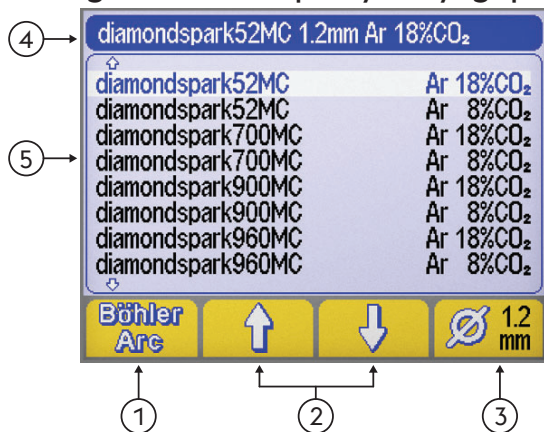 4
diamondspark52MC 1.2mm Ar 18%CO₂
diamondspark52MC Ar 18%CO₂
diamondspark52MC Ar 8%CO₂
5
diamondspark700MC Ar 18%CO₂
diamondspark700MC Ar 8%CO₂
diamondspark900MC Ar 18%CO₂
diamondspark900MC Ar 8%CO₂
diamondspark960MC Ar 18%CO₂
diamondspark960MC Ar 8%CO₂
Böhler
Arc
Ø 1.2
mm
1
2
3